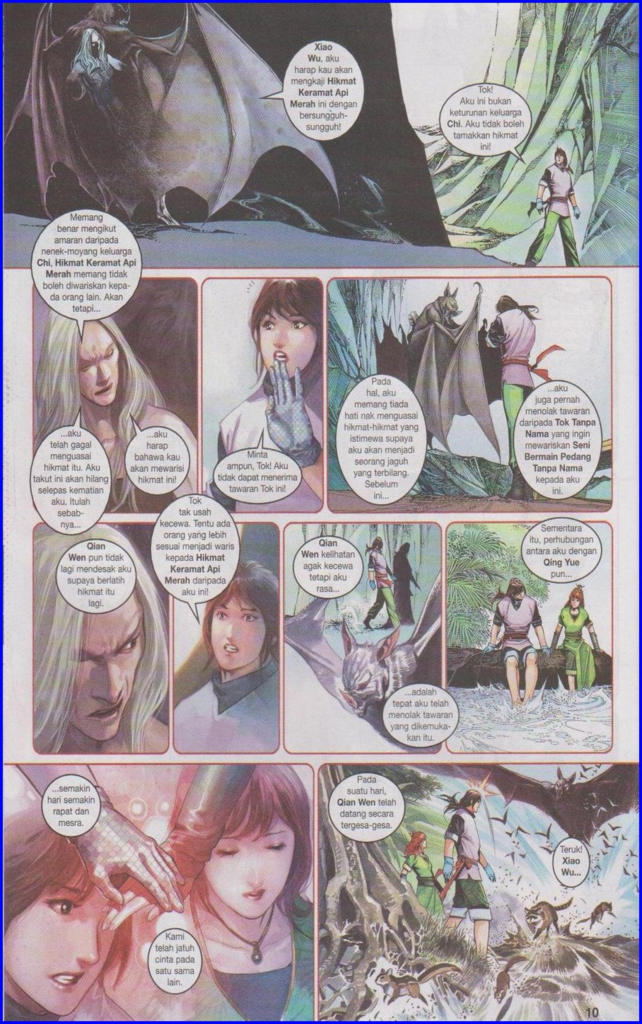 Xiao
Wu, aku
harap kau akan
mengkaji Hikmat
Keramat Api
Merah ini dengan
bersungguh-
sungguh!
Tok!
Aku ini bukan
keturunan keluarga
Chi. Aku tidak boleh
tamakkan hikmat
ini!
Memang
benar mengikut
amaran daripada
nenek-moyang keluarga
Chi, Hikmat Keramat Api
Merah memang tidak
boleh diwariskan kepa-
da orang lain. Akan
tetapi...
...aku
telah gagal
menguasai
hikmat itu. Aku
takut ini akan hilang
selepas kematian
aku. Itulah
sebab-
nya...
...aku
harap
bahawa kau
akan mewarisi
hikmat ini!
Minta
ampun, Tok! Aku
tidak dapat menerima
tawaran Tok ini!
Pada
hal, aku
memang tiada
hati nak menguasai
hikmat-hikmat yang
istimewa supaya
aku akan menjadi
seorang jaguh
yang terbilang.
Sebelum
ini...
...aku
juga pernah
menolak tawaran
daripada Tok Tanpa
Nama yang ingin
mewariskan Seni
Bermain Pedang
Tanpa Nama
kepada aku
ini.
Qian
Wen pun tidak
lagi mendesak aku
supaya berlatih
hikmat itu
lagi.
Tok
tak usah
kecewa. Tentu ada
orang yang lebih
sesuai menjadi waris
kepada Hikmat
Keramat Api
Merah daripada
aku ini!
Qian
Wen kelihatan
agak kecewa
tetapi aku
rasa...
...adalah
tepat aku telah
menolak tawaran
yang dikemuka-
kan itu.
Sementara
itu, perhubungan
antara aku dengan
Qing Yue
pun...
...semakin
hari semakin
rapat dan
mesra.
Kami
telah jatuh
cinta pada
satu sama
lain.
Pada
suatu hari,
Qian Wen telah
datang secara
tergesa-gesa.
Teruk!
Xiao
Wu...
10